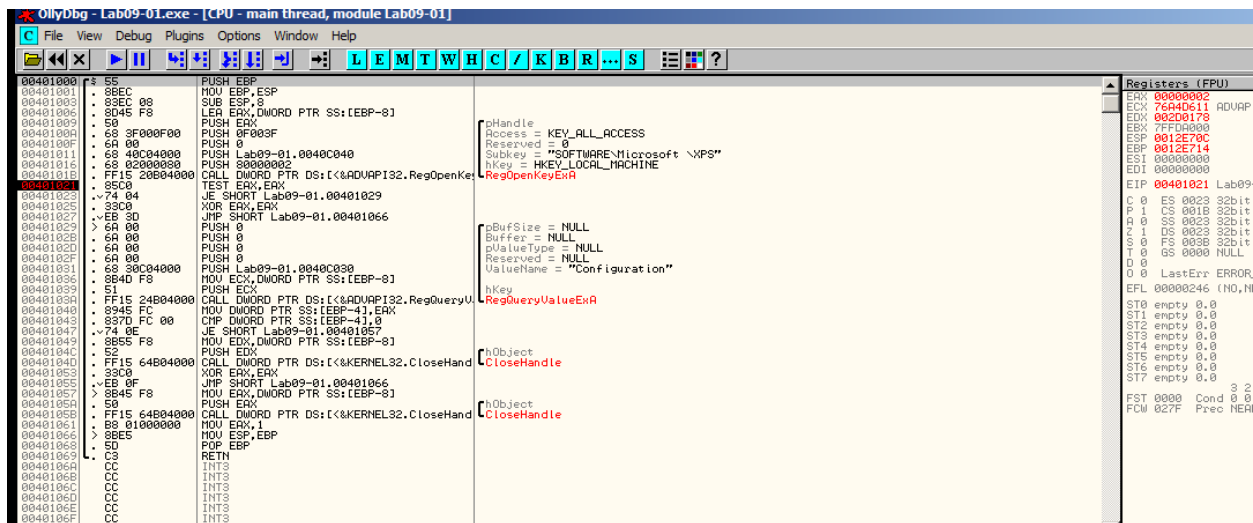 OllyDbg - Lab09-01.exe - [CPU - main thread, module Lab09-01]
C File View Debug Plugins Options Window Help
L E M T W H C / K B R ... S ?
00401000 $ 55 PUSH EBP
00401001 . 8BEC MOV EBP,ESP
00401003 . 83EC 08 SUB ESP,8
00401006 . 8D45 F8 LEA EAX,DWORD PTR SS:[EBP-8]
00401009 . 50 PUSH EAX pHandle
0040100A . 68 3F000F00 PUSH 0F003F Access = KEY_ALL_ACCESS
0040100F . 6A 00 PUSH 0 Reserved = 0
00401011 . 68 40C04000 PUSH Lab09-01.0040C040 Subkey = "SOFTWARE\Microsoft \XPS"
00401016 . 68 02000080 PUSH 80000002 hKey = HKEY_LOCAL_MACHINE
0040101B . FF15 20B04000 CALL DWORD PTR DS:[<&ADVAPI32.RegOpenKe RegOpenKeyExA
00401021 . 85C0 TEST EAX,EAX
00401023 .v74 04 JE SHORT Lab09-01.00401029
00401025 . 33C0 XOR EAX,EAX
00401027 .vEB 3D JMP SHORT Lab09-01.00401066
00401029 > 6A 00 PUSH 0 pBufSize = NULL
0040102B . 6A 00 PUSH 0 Buffer = NULL
0040102D . 6A 00 PUSH 0 pValueType = NULL
0040102F . 6A 00 PUSH 0 Reserved = NULL
00401031 . 68 30C04000 PUSH Lab09-01.0040C030 ValueName = "Configuration"
00401036 . 8B4D F8 MOV ECX,DWORD PTR SS:[EBP-8]
00401039 . 51 PUSH ECX hKey
0040103A . FF15 24B04000 CALL DWORD PTR DS:[<&ADVAPI32.RegQueryV RegQueryValueExA
00401040 . 8945 FC MOV DWORD PTR SS:[EBP-4],EAX
00401043 . 837D FC 00 CMP DWORD PTR SS:[EBP-4],0
00401047 .v74 0E JE SHORT Lab09-01.00401057
00401049 . 8B55 F8 MOV EDX,DWORD PTR SS:[EBP-8]
0040104C . 52 PUSH EDX hObject
0040104D . FF15 64B04000 CALL DWORD PTR DS:[<&KERNEL32.CloseHand CloseHandle
00401053 . 33C0 XOR EAX,EAX
00401055 .vEB 0F JMP SHORT Lab09-01.00401066
00401057 > 8B45 F8 MOV EAX,DWORD PTR SS:[EBP-8]
0040105A . 50 PUSH EAX hObject
0040105B . FF15 64B04000 CALL DWORD PTR DS:[<&KERNEL32.CloseHand CloseHandle
00401061 . B8 01000000 MOV EAX,1
00401066 > 8BE5 MOV ESP,EBP
00401068 . 5D POP EBP
00401069 . C3 RETN
0040106A CC INT3
0040106B CC INT3
0040106C CC INT3
0040106D CC INT3
0040106E CC INT3
0040106F CC INT3
Registers (FPU)
EAX 00000002
ECX 76A4D611 ADVAP
EDX 002D0178
EBX 7FFDA000
ESP 0012E70C
EBP 0012E714
ESI 00000000
EDI 00000000
EIP 00401021 Lab09-
C 0 ES 0023 32bit
P 1 CS 001B 32bit
A 0 SS 0023 32bit
Z 1 DS 0023 32bit
S 0 FS 003B 32bit
T 0 GS 0000 NULL
D 0
O 0 LastErr ERROR_
EFL 00000246 (NO,N
ST0 empty 0.0
ST1 empty 0.0
ST2 empty 0.0
ST3 empty 0.0
ST4 empty 0.0
ST5 empty 0.0
ST6 empty 0.0
ST7 empty 0.0
3 2
FST 0000 Cond 0 0
FCW 027F Prec NEA